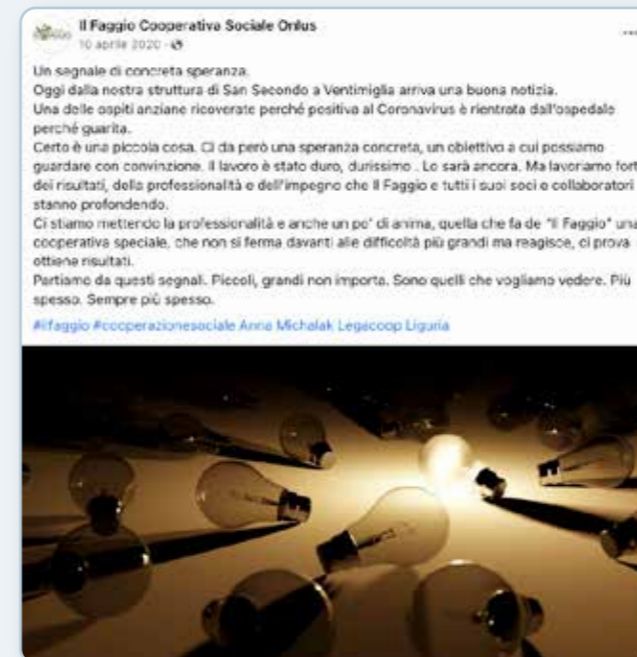 Il Faggio Cooperativa Sociale Onlus
10 aprile 2020 ·
Un segnale di concreta speranza.
Oggi dalla nostra struttura di San Secondo a Ventimiglia arriva una buona notizia.
Una delle ospiti anziane ricoverate perché positiva al Coronavirus è rientrata dall'ospedale
perché guarita.
Certo è una piccola cosa. Ci da però una speranza concreta, un obiettivo a cui possiamo
guardare con convinzione. Il lavoro è stato duro, durissimo . Lo sarà ancora. Ma lavoriamo fort
dei risultati, della professionalità e dell'impegno che Il Faggio e tutti i suoi soci e collaboratori
stanno profondendo.
Ci stiamo mettendo la professionalità e anche un po' di anima, quella che fa de "Il Faggio" una
cooperativa speciale, che non si ferma davanti alle difficoltà più grandi ma reagisce, ci prova
ottiene risultati.
Partiamo da questi segnali. Piccoli, grandi non importa. Sono quelli che vogliamo vedere. Più
spesso. Sempre più spesso.
#ilfaggio #cooperazionesociale Anna Michalak Legacoop Liguria